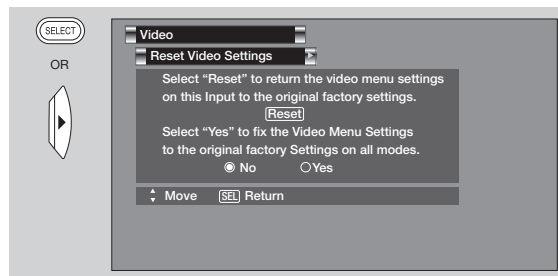 SELECT
OR
Video
Reset Video Settings
Select “Reset” to return the video menu settings
on this Input to the original factory settings.
Reset
Select “Yes” to fix the Video Menu Settings
to the original factory Settings on all modes.
No Yes
Move SEL Return